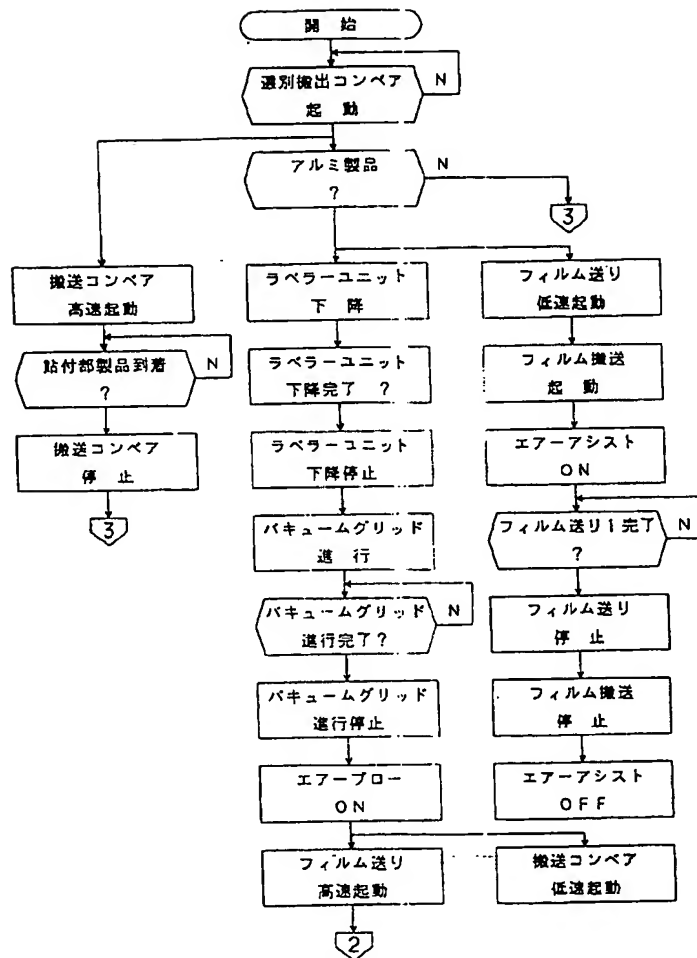 開始
選別搬出コンベア
起動
N
アルミ製品
?
N
3
搬送コンベア
高速起動
貼付部製品到着
?
N
搬送コンベア
停止
3
ラベラーユニット
下降
ラベラーユニット
下降完了 ?
ラベラーユニット
下降停止
バキュームグリッド
進行
バキュームグリッド
進行完了?
N
バキュームグリッド
進行停止
エアーブロー
ON
フィルム送り
高速起動
2
フィルム送り
低速起動
フィルム搬送
起動
エアーアシスト
ON
フィルム送り1完了
?
N
フィルム送り
停止
フィルム搬送
停止
エアーアシスト
OFF
搬送コンベア
低速起動